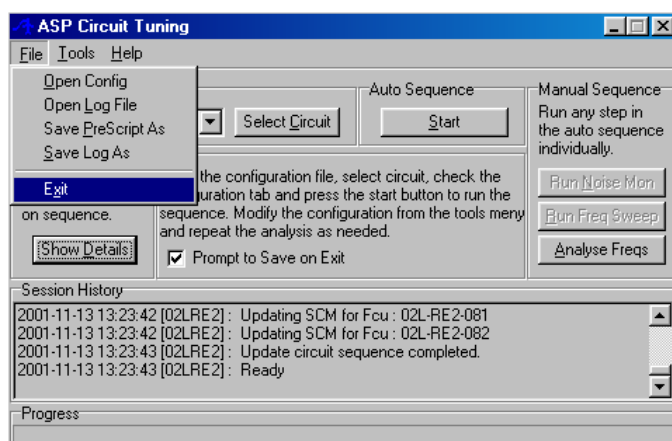 ASP Circuit Tuning
File Tools Help
Open Config
Open Log File
Save PreScript As
Save Log As
Exit
Select Circuit
Auto Sequence
Start
Manual Sequence
Run any step in
the auto sequence
individually.
Run Noise Mon
Run Freq Sweep
Analyse Freqs
on sequence.
Show Details
the configuration file, select circuit, check the
uration tab and press the start button to run the
sequence. Modify the configuration from the tools meny
and repeat the analysis as needed.
Prompt to Save on Exit
Session History
2001-11-13 13:23:42 [02LRE2] : Updating SCM for Fcu : 02L-RE2-081
2001-11-13 13:23:42 [02LRE2] : Updating SCM for Fcu : 02L-RE2-082
2001-11-13 13:23:43 [02LRE2] : Update circuit sequence completed.
2001-11-13 13:23:43 [02LRE2] : Ready
Progress